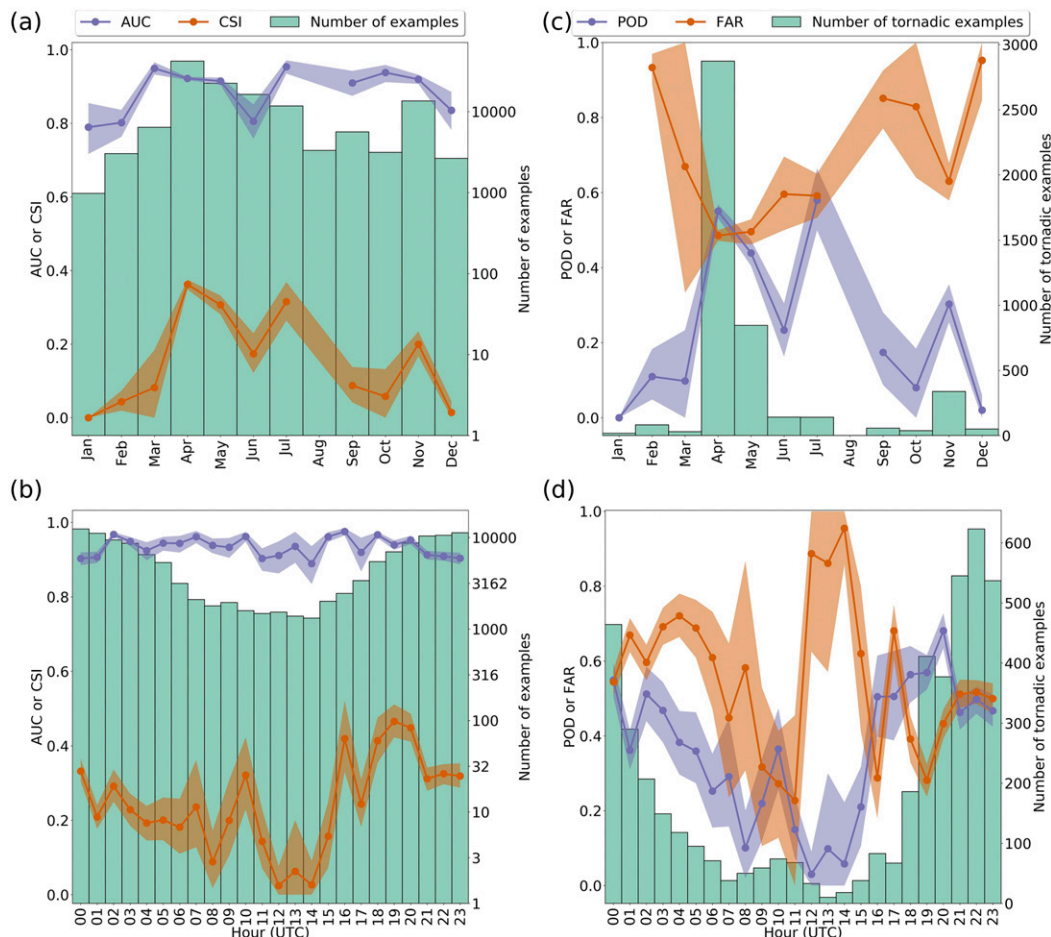 (a)
AUC CSI Number of examples
1.0
0.8
0.6
0.4
0.2
0.0
AUC or CSI
10000
1000
100
10
1
Number of examples
Jan Feb Mar Apr May Jun Jul Aug Sep Oct Nov Dec
(c)
POD FAR Number of tornadic examples
1.0
0.8
0.6
0.4
0.2
0.0
POD or FAR
3000
2500
2000
1500
1000
500
0
Number of tornadic examples
Jan Feb Mar Apr May Jun Jul Aug Sep Oct Nov Dec
(b)
1.0
0.8
0.6
0.4
0.2
0.0
AUC or CSI
10000
3162
1000
316
100
32
10
3
1
Number of examples
00 01 02 03 04 05 06 07 08 09 10 11 12 13 14 15 16 17 18 19 20 21 22 23
Hour (UTC)
(d)
1.0
0.8
0.6
0.4
0.2
0.0
POD or FAR
600
500
400
300
200
100
0
Number of tornadic examples
00 01 02 03 04 05 06 07 08 09 10 11 12 13 14 15 16 17 18 19 20 21 22 23
Hour (UTC)